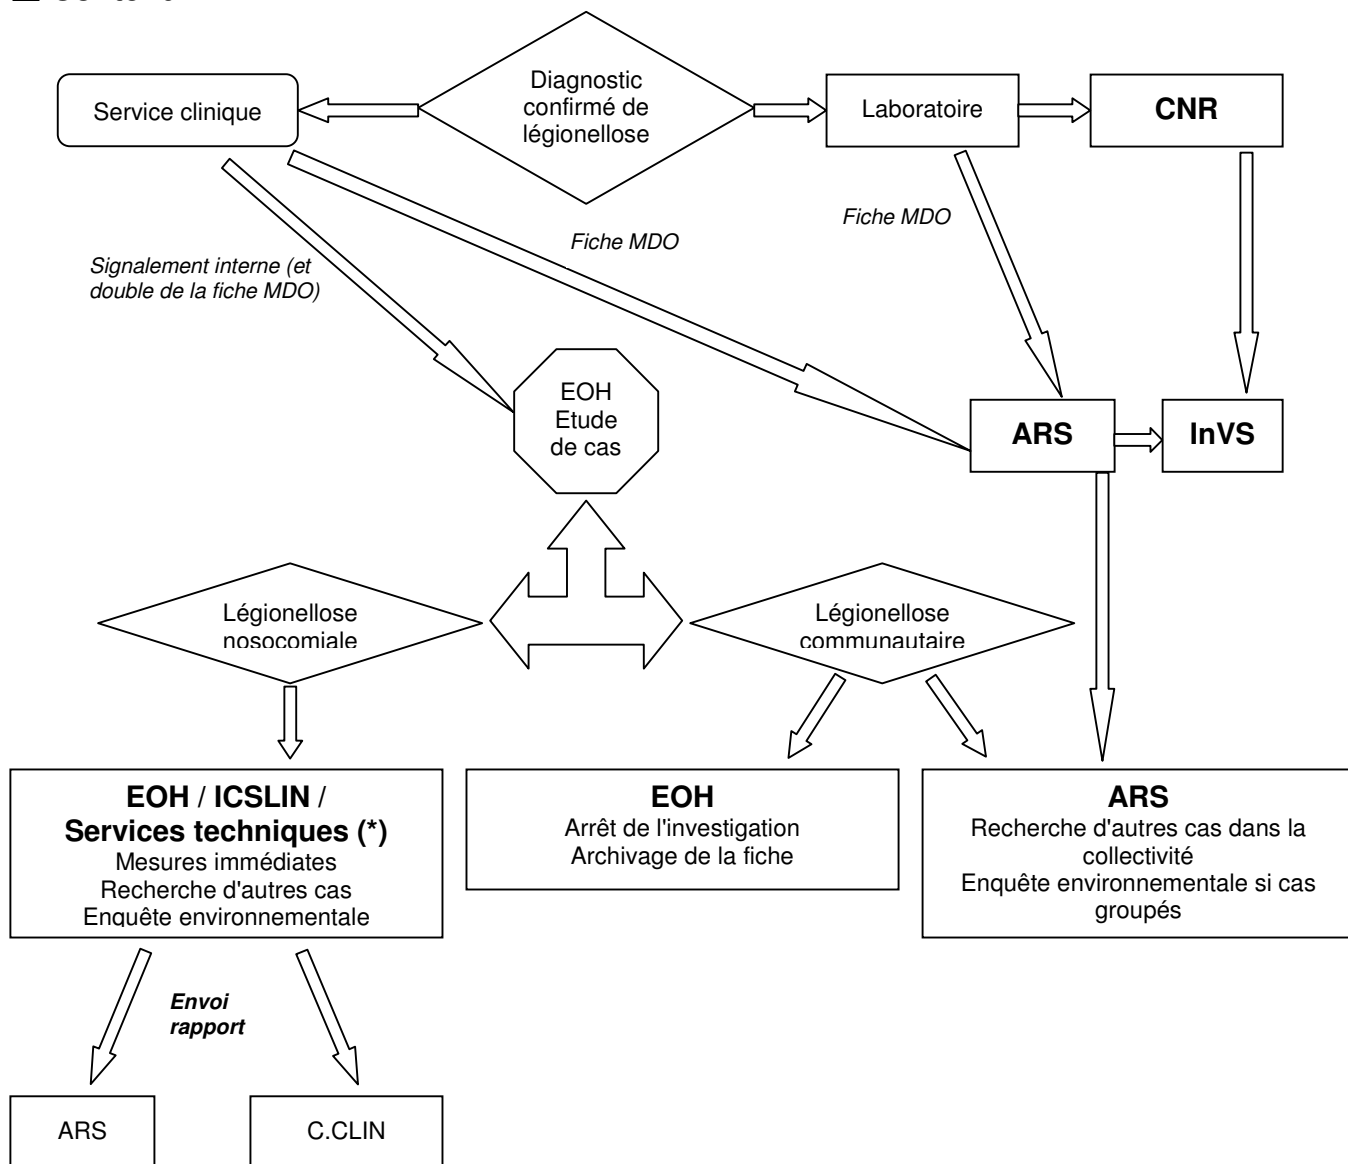 Diagnostic
confirmé de
légionellose
Service clinique
Laboratoire
CNR
Fiche MDO
Fiche MDO
Signalement interne (et
double de la fiche MDO)
EOH
Etude
de cas
ARS
InVS
Légionellose
nosocomiale
Légionellose
communautaire
EOH / ICSLIN /
Services techniques (*)
Mesures immédiates
Recherche d'autres cas
Enquête environnementale
EOH
Arrêt de l'investigation
Archivage de la fiche
ARS
Recherche d'autres cas dans la
collectivité
Enquête environnementale si cas
groupés
Envoi
rapport
ARS
C.CLIN